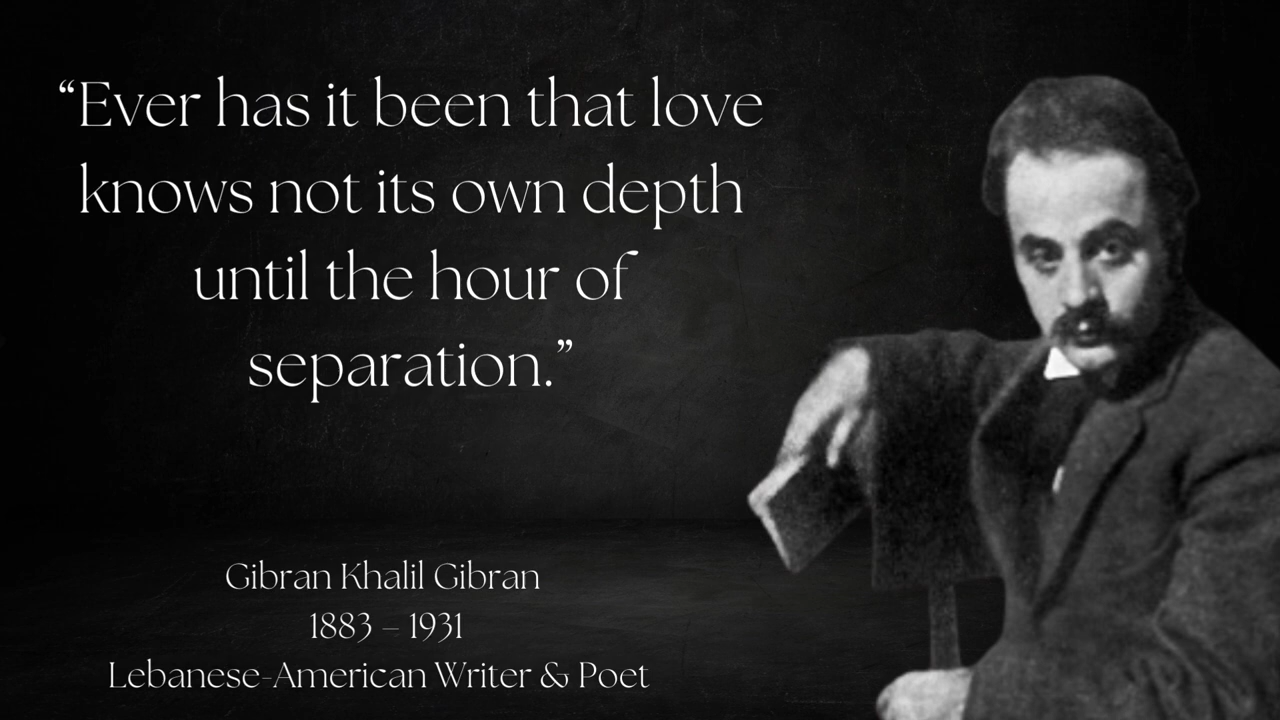 “Ever has it been that love
knows not its own depth
until the hour of
separation.”
Gibran Khalil Gibran
1883 – 1931
Lebanese-American Writer & Poet